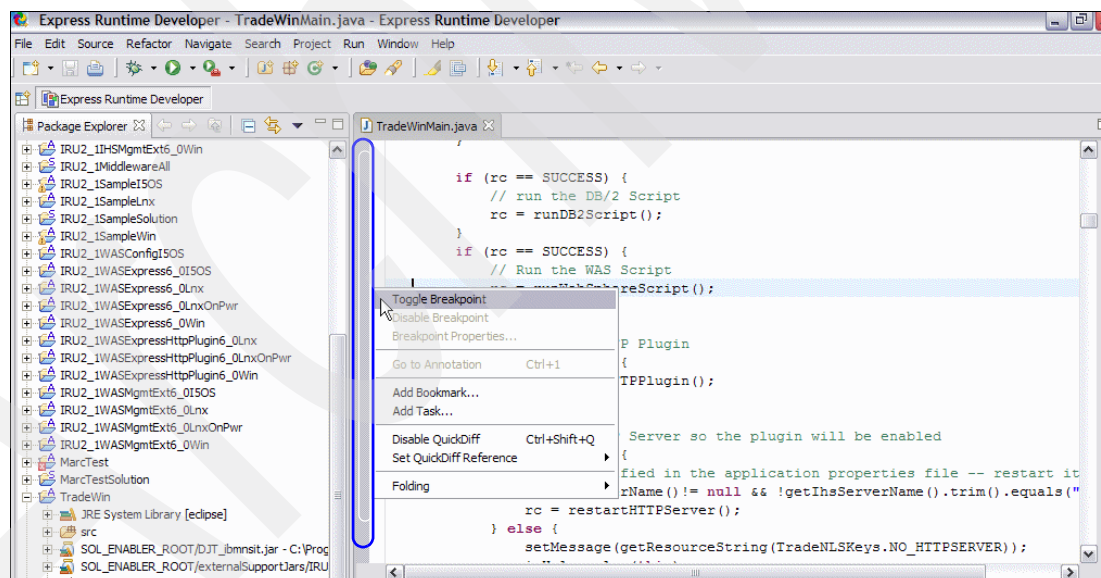 Express Runtime Developer - TradeWinMain.java - Express Runtime Developer
File Edit Source Refactor Navigate Search Project Run Window Help
Express Runtime Developer
Package Explorer
IRU2_1IHSMgmtExt6_0Win
IRU2_1MiddlewareAll
IRU2_1SampleI5OS
IRU2_1SampleLnx
IRU2_1SampleSolution
IRU2_1SampleWin
IRU2_1WASConfigI5OS
IRU2_1WASExpress6_0I5OS
IRU2_1WASExpress6_0Lnx
IRU2_1WASExpress6_0LnxOnPwr
IRU2_1WASExpress6_0Win
IRU2_1WASExpressHttpPlugin6_0Lnx
IRU2_1WASExpressHttpPlugin6_0LnxOnPwr
IRU2_1WASExpressHttpPlugin6_0Win
IRU2_1WASMgmtExt6_0I5OS
IRU2_1WASMgmtExt6_0Lnx
IRU2_1WASMgmtExt6_0LnxOnPwr
IRU2_1WASMgmtExt6_0Win
MarcTest
MarcTestSolution
TradeWin
JRE System Library [eclipse]
src
SOL_ENABLER_ROOT/DJT_ibmnsit.jar - C:\Prog
SOL_ENABLER_ROOT/externalSupportJars/IRU
TradeWinMain.java
}
if (rc == SUCCESS) {
// run the DB/2 Script
rc = runDB2Script();
}
if (rc == SUCCESS) {
// Run the WAS Script
rc = runWebSphereScript();
Toggle Breakpoint
Disable Breakpoint
Breakpoint Properties...
Go to Annotation Ctrl+1
Add Bookmark...
Add Task...
Disable QuickDiff Ctrl+Shift+Q
Set QuickDiff Reference
Folding
P Plugin
{
TPPlugin();
Server so the plugin will be enabled
{
fied in the application properties file -- restart it
rName()!= null && !getIhsServerName().trim().equals("
rc = restartHTTPServer();
} else {
setMessage(getResourceString(TradeNLSKeys.NO_HTTPSERVER));